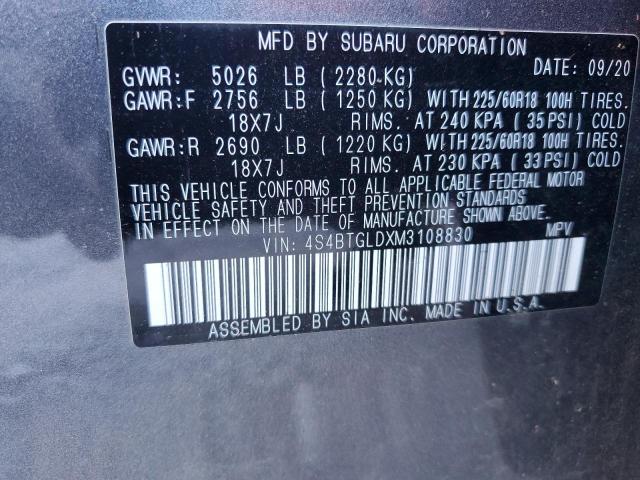 MFD BY SUBARU CORPORATION
DATE: 09/20
GVWR: 5026 LB ( 2280 KG)
GAWR:F 2756 LB ( 1250 KG) WITH 225/60R18 100H TIRES.
18X7J RIMS. AT 240 KPA ( 35 PSI) COLD
GAWR:R 2690 LB ( 1220 KG) WITH 225/60R18 100H TIRES.
18X7J RIMS. AT 230 KPA ( 33 PSI) COLD
THIS VEHICLE CONFORMS TO ALL APPLICABLE FEDERAL MOTOR
VEHICLE SAFETY AND THEFT PREVENTION STANDARDS
IN EFFECT ON THE DATE OF MANUFACTURE SHOWN ABOVE.
VIN: 4S4BTGLDXM3108830 MPV
ASSEMBLED BY SIA INC. MADE IN U.S.A.